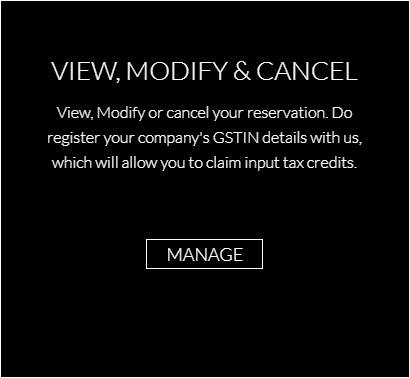 VIEW, MODIFY & CANCEL
View, Modify or cancel your reservation. Do
register your company's GSTIN details with us,
which will allow you to claim input tax credits.
MANAGE